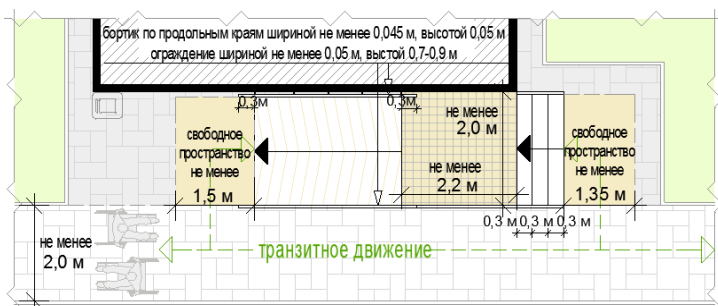 бортик по продольным краям шириной не менее 0,045 м, высотой 0,05 м
ограждение шириной не менее 0,05 м, выстой 0,7-0,9 м
0,3м
0,3м
не менее
2,0 м
свободное
пространство
не менее
1,5 м
не менее
2,2 м
свободное
пространство
не менее
1,35 м
0,3 м 0,3 м 0,3 м
не менее
2,0 м
транзитное движение